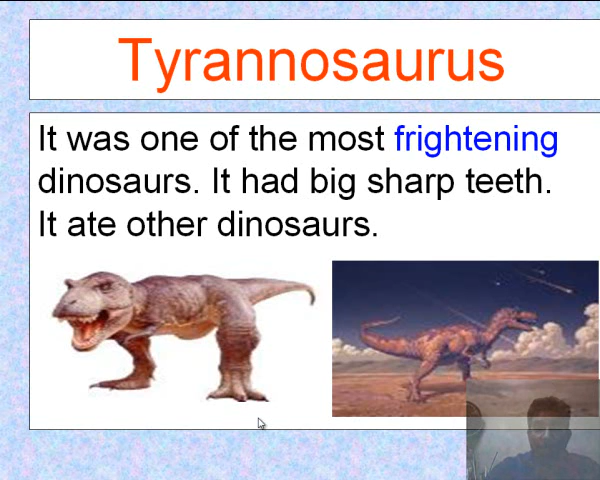 Tyrannosaurus
It was one of the most frightening
dinosaurs. It had big sharp teeth.
It ate other dinosaurs.